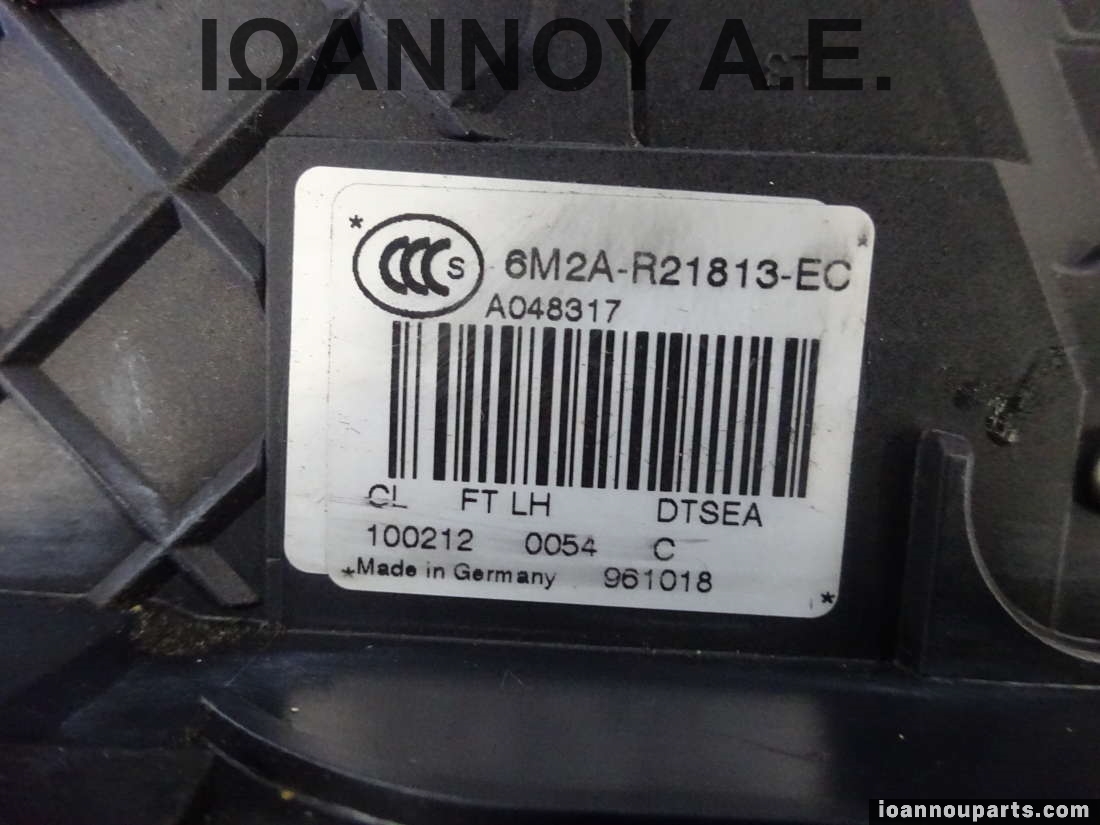 ΙΩΑΝΝΟΥ Α.Ε.
* CCC S 6M2A-R21813-EC *
A048317
CL FT LH DTSEA
100212 0054 C
*Made in Germany 961018 *
ioannouparts.com